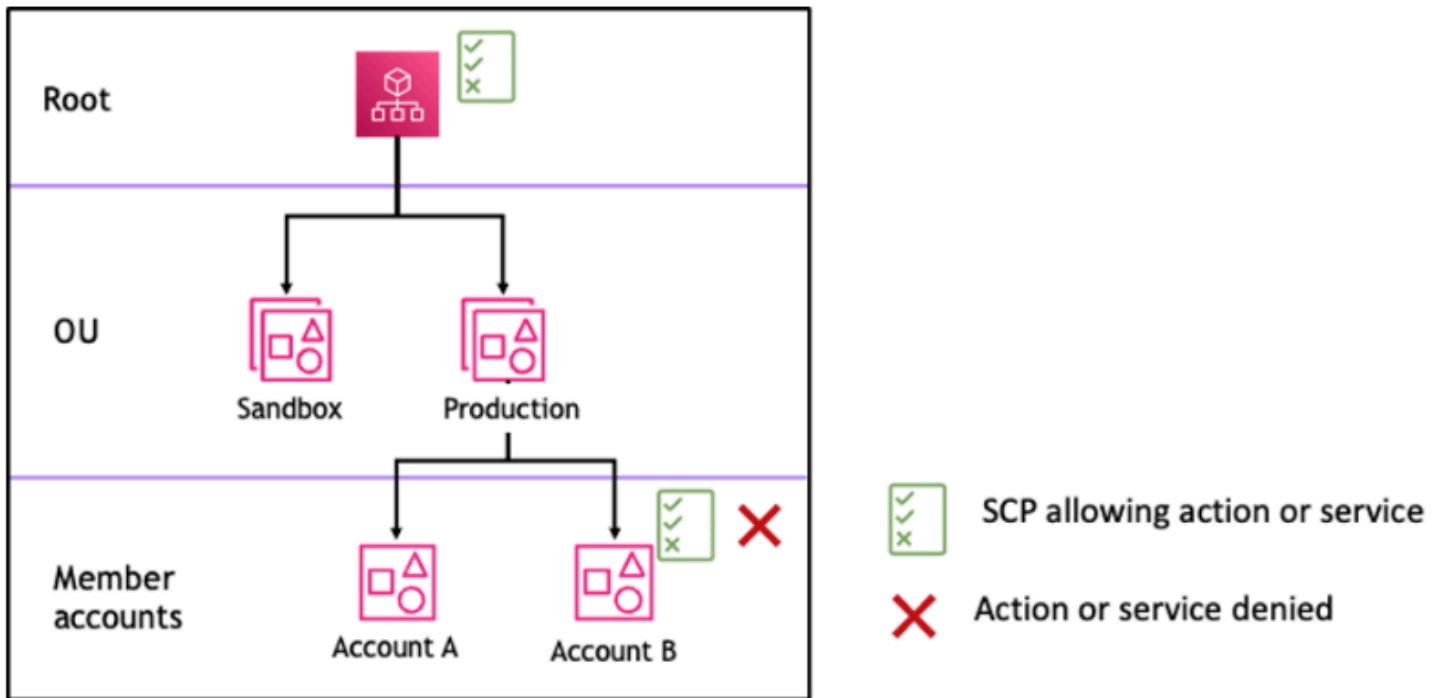 Root
OU
Sandbox
Production
Member
accounts
Account A
Account B
SCP allowing action or service
Action or service denied